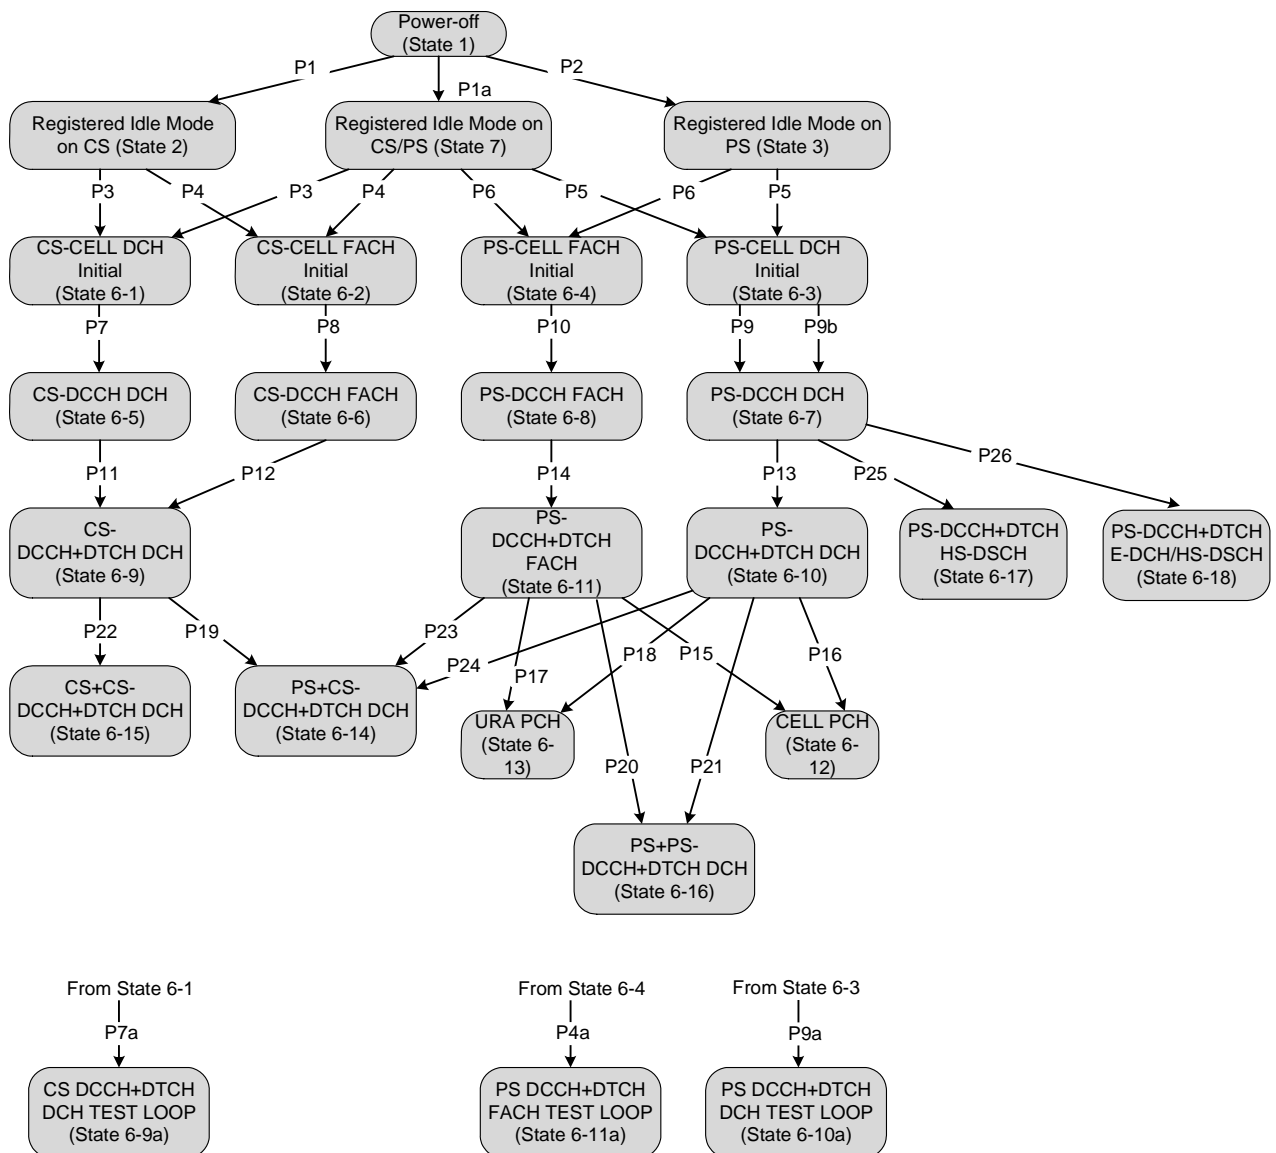 Power-off
(State 1)
P1
P1a
P2
Registered Idle Mode
on CS (State 2)
Registered Idle Mode on
CS/PS (State 7)
Registered Idle Mode on
PS (State 3)
P3
P4
P3
P4
P6
P5
P6
P5
CS-CELL DCH
Initial
(State 6-1)
CS-CELL FACH
Initial
(State 6-2)
PS-CELL FACH
Initial
(State 6-4)
PS-CELL DCH
Initial
(State 6-3)
P7
P8
P10
P9
P9b
CS-DCCH DCH
(State 6-5)
CS-DCCH FACH
(State 6-6)
PS-DCCH FACH
(State 6-8)
PS-DCCH DCH
(State 6-7)
P11
P12
P14
P13
P25
P26
CS-
DCCH+DTCH DCH
(State 6-9)
PS-
DCCH+DTCH
FACH
(State 6-11)
PS-
DCCH+DTCH DCH
(State 6-10)
PS-DCCH+DTCH
HS-DSCH
(State 6-17)
PS-DCCH+DTCH
E-DCH/HS-DSCH
(State 6-18)
P22
P19
P23
P24
P17
P18
P15
P16
CS+CS-
DCCH+DTCH DCH
(State 6-15)
PS+CS-
DCCH+DTCH DCH
(State 6-14)
URA PCH
(State 6-
13)
CELL PCH
(State 6-
12)
P20
P21
PS+PS-
DCCH+DTCH DCH
(State 6-16)
From State 6-1
P7a
CS DCCH+DTCH
DCH TEST LOOP
(State 6-9a)
From State 6-4
P4a
PS DCCH+DTCH
FACH TEST LOOP
(State 6-11a)
From State 6-3
P9a
PS DCCH+DTCH
DCH TEST LOOP
(State 6-10a)